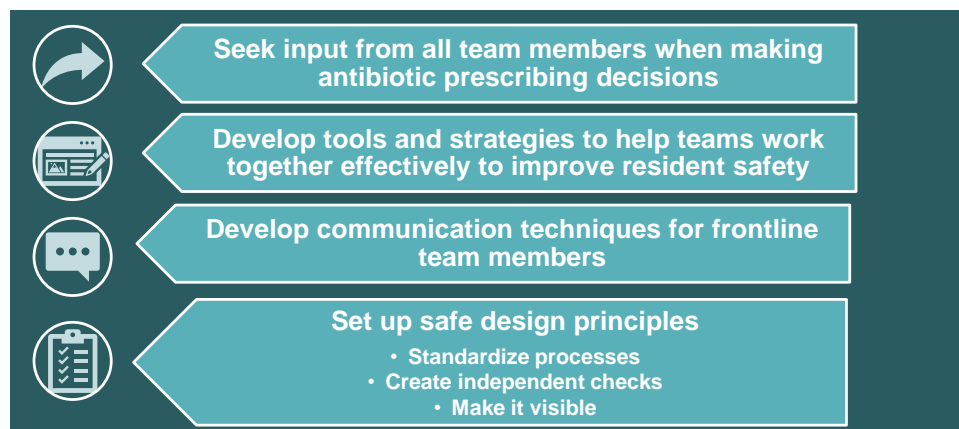 Seek input from all team members when making
antibiotic prescribing decisions
Develop tools and strategies to help teams work
together effectively to improve resident safety
Develop communication techniques for frontline
team members
Set up safe design principles
• Standardize processes
• Create independent checks
• Make it visible